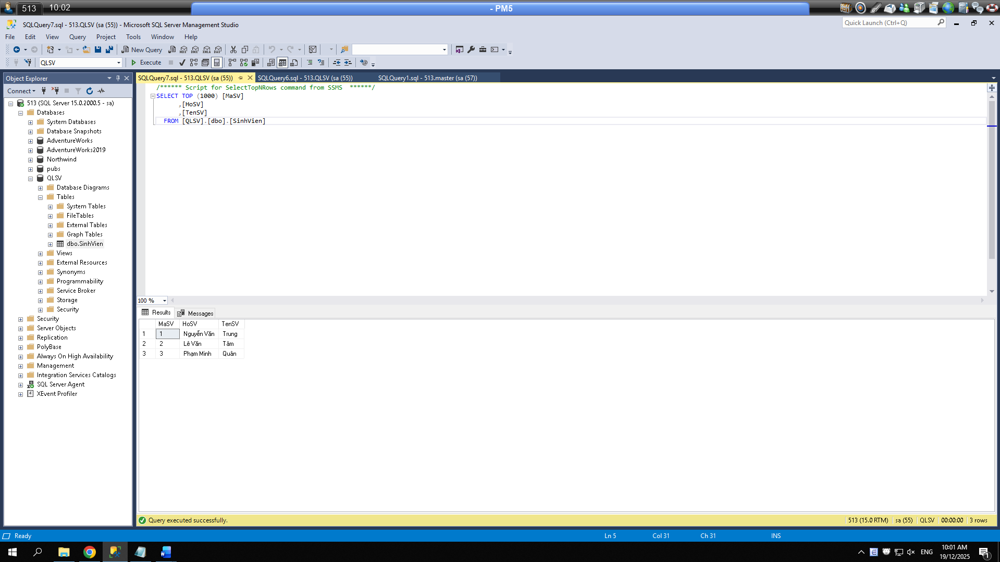 513 10:02 - PM5
SQLQuery7.sql - 513.QLSV (sa (55)) - Microsoft SQL Server Management Studio
Quick Launch (Ctrl+Q)
File Edit View Query Project Tools Window Help
New Query
MDX DMX XMLA DAX
QLSV
Execute
Object Explorer
Connect
513 (SQL Server 15.0.2000.5 - sa)
Databases
System Databases
Database Snapshots
AdventureWorks
AdventureWorks2019
Northwind
pubs
QLSV
Database Diagrams
Tables
System Tables
FileTables
External Tables
Graph Tables
dbo.SinhVien
Views
External Resources
Synonyms
Programmability
Service Broker
Storage
Security
Security
Server Objects
Replication
PolyBase
Always On High Availability
Management
Integration Services Catalogs
SQL Server Agent
XEvent Profiler
SQLQuery7.sql - 513.QLSV (sa (55)) SQLQuery6.sql - 513.QLSV (sa (55)) SQLQuery1.sql - 513.master (sa (57))
/****** Script for SelectTopNRows command from SSMS ******/
SELECT TOP (1000) [MaSV]
,[HoSV]
,[TenSV]
FROM [QLSV].[dbo].[SinhVien]
100 %
Results Messages
MaSV HoSV TenSV
1 1 Nguyễn Văn Trung
2 2 Lê Văn Tâm
3 3 Phạm Minh Quân
Query executed successfully. 513 (15.0 RTM) sa (55) QLSV 00:00:00 3 rows
Ready Ln 5 Col 31 Ch 31 INS
ENG 10:01 AM
19/12/2025
1